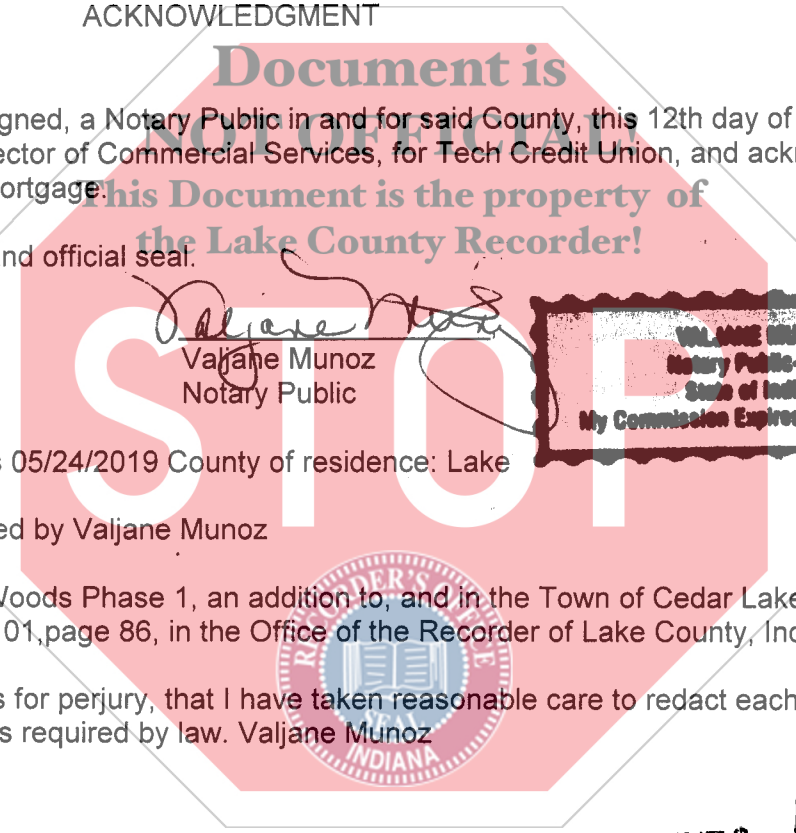 ACKNOWLEDGMENT
Document is
igned, a Notary Public in and for said County, this 12th day of
NOT OFFICIAL!
ector of Commercial Services, for Tech Credit Union, and ack
ortgage.
This Document is the property of
the Lake County Recorder!
nd official seal.
Valjane Munoz
STOP
Valjane Munoz
Notary Public
Notary Public
State of Indi
My Commission Expires
s 05/24/2019 County of residence: Lake
ed by Valjane Munoz
Woods Phase 1, an addition to, and in the Town of Cedar Lake
01,page 86, in the Office of the Recorder of Lake County, Ind
s for perjury, that I have taken reasonable care to redact each
s required by law. Valjane Munoz
RECORDER'S OFFICE
SEAL
INDIANA